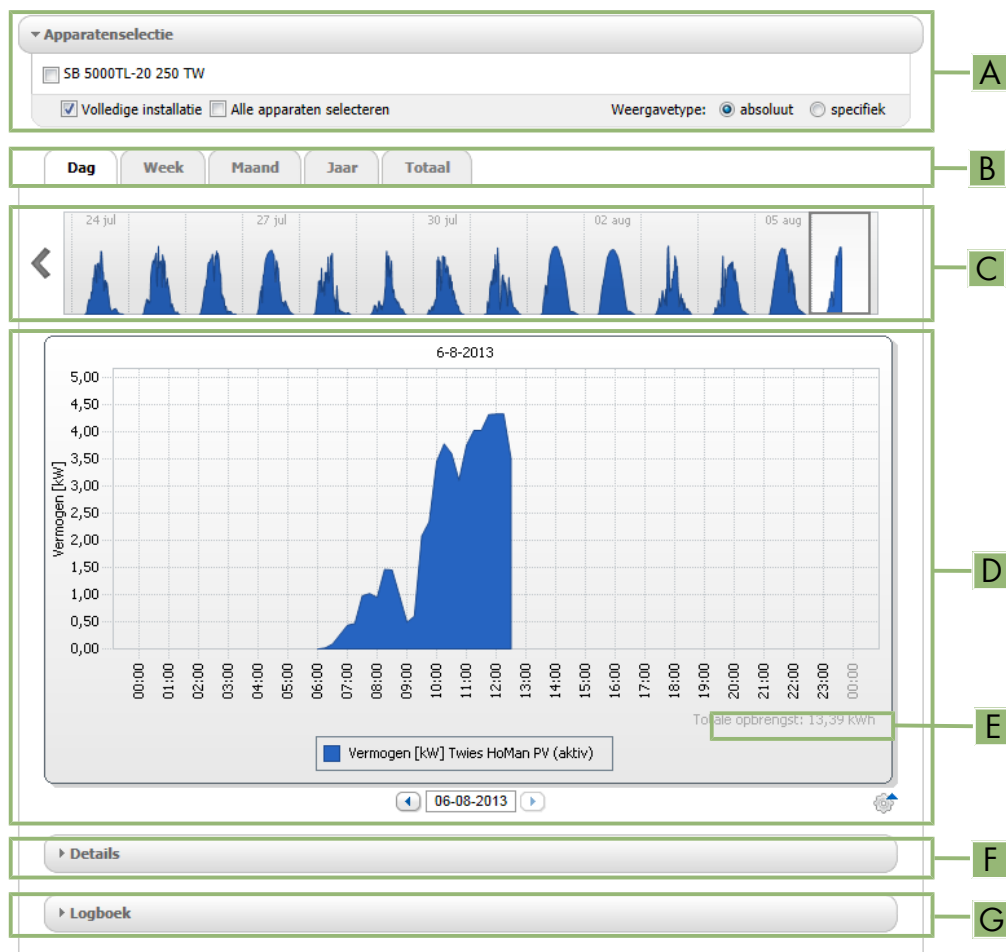 Apparatenselectie
SB 5000TL-20 250 TW
Volledige installatie Alle apparaten selecteren Weergavetype: absoluut specifiek
A
Dag Week Maand Jaar Totaal
B
24 jul 27 jul 30 jul 02 aug 05 aug
C
6-8-2013
5,00
4,50
4,00
3,50
3,00
2,50
2,00
1,50
1,00
0,50
0,00
Vermogen [kW]
00:00 01:00 02:00 03:00 04:00 05:00 06:00 07:00 08:00 09:00 10:00 11:00 12:00 13:00 14:00 15:00 16:00 17:00 18:00 19:00 20:00 21:00 22:00 23:00 00:00
D
Totale opbrengst: 13,39 kWh
E
Vermogen [kW] Twies HoMan PV (aktiv)
06-08-2013
Details
F
Logboek
G